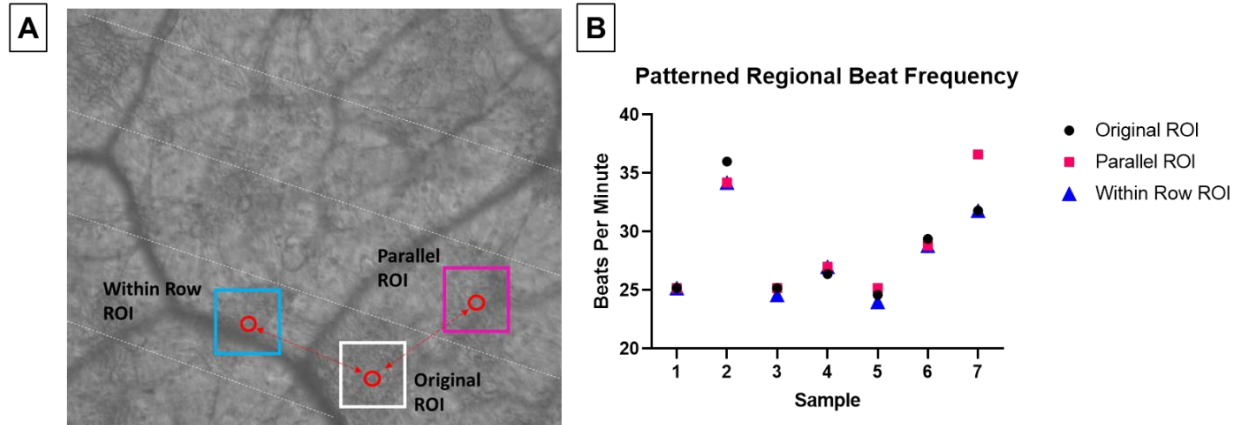 A
Within Row
ROI
Parallel
ROI
Original
ROI
B
Patterned Regional Beat Frequency
Beats Per Minute
40
35
30
25
20
1 2 3 4 5 6 7
Sample
Original ROI
Parallel ROI
Within Row ROI